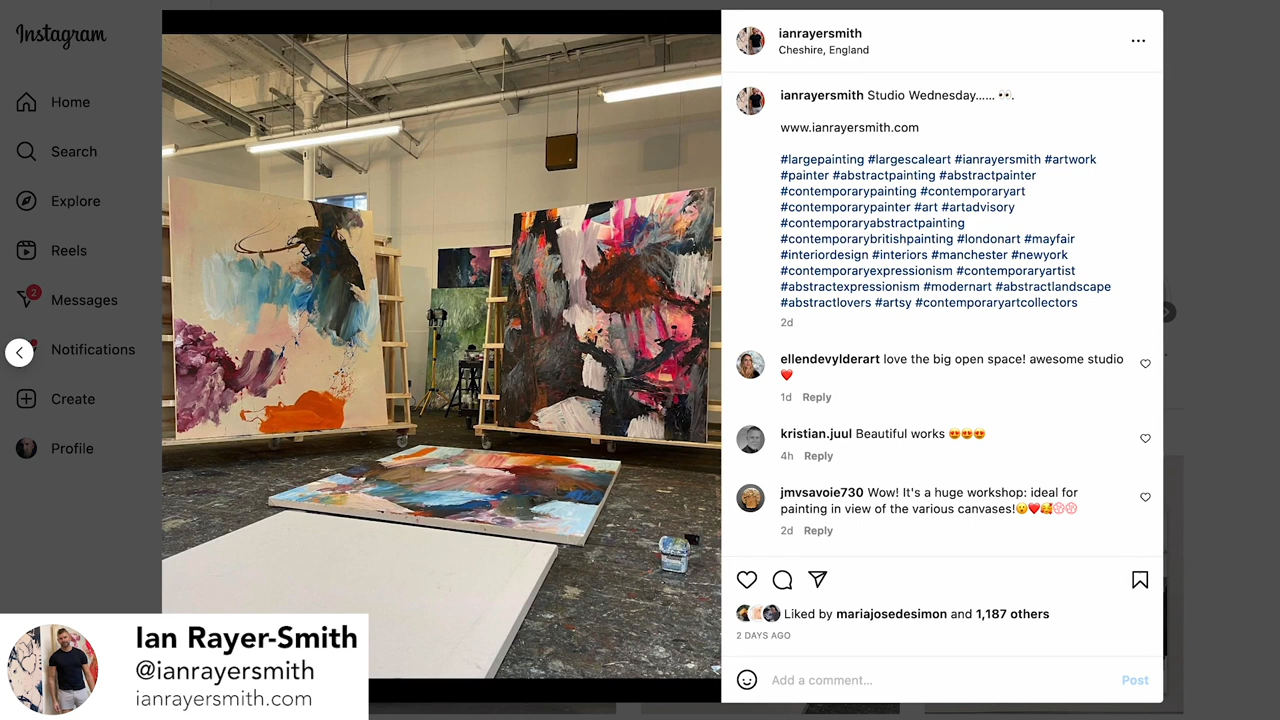 Instagram
Home
Search
Explore
Reels
2
Messages
Notifications
Create
Profile
ianrayersmith
Cheshire, England
ianrayersmith Studio Wednesday...... 👀.
www.ianrayersmith.com
#largepainting #largescaleart #ianrayersmith #artwork
#painter #abstractpainting #abstractpainter
#contemporarypainting #contemporaryart
#contemporarypainter #art #artadvisory
#contemporaryabstractpainting
#contemporarybritishpainting #londonart #mayfair
#interiordesign #interiors #manchester #newyork
#contemporaryexpressionism #contemporaryartist
#abstractexpressionism #modernart #abstractlandscape
#abstractlovers #artsy #contemporaryartcollectors
2d
ellendevylderart love the big open space! awesome studio
❤️
1d Reply
kristian.juul Beautiful works 😍😍😍
4h Reply
jmvsavoie730 Wow! It's a huge workshop: ideal for
painting in view of the various canvases!😮❤️🥰💮💮
2d Reply
Liked by mariajosedesimon and 1,187 others
2 DAYS AGO
Add a comment...
Post
Ian Rayer-Smith
@ianrayersmith
ianrayersmith.com